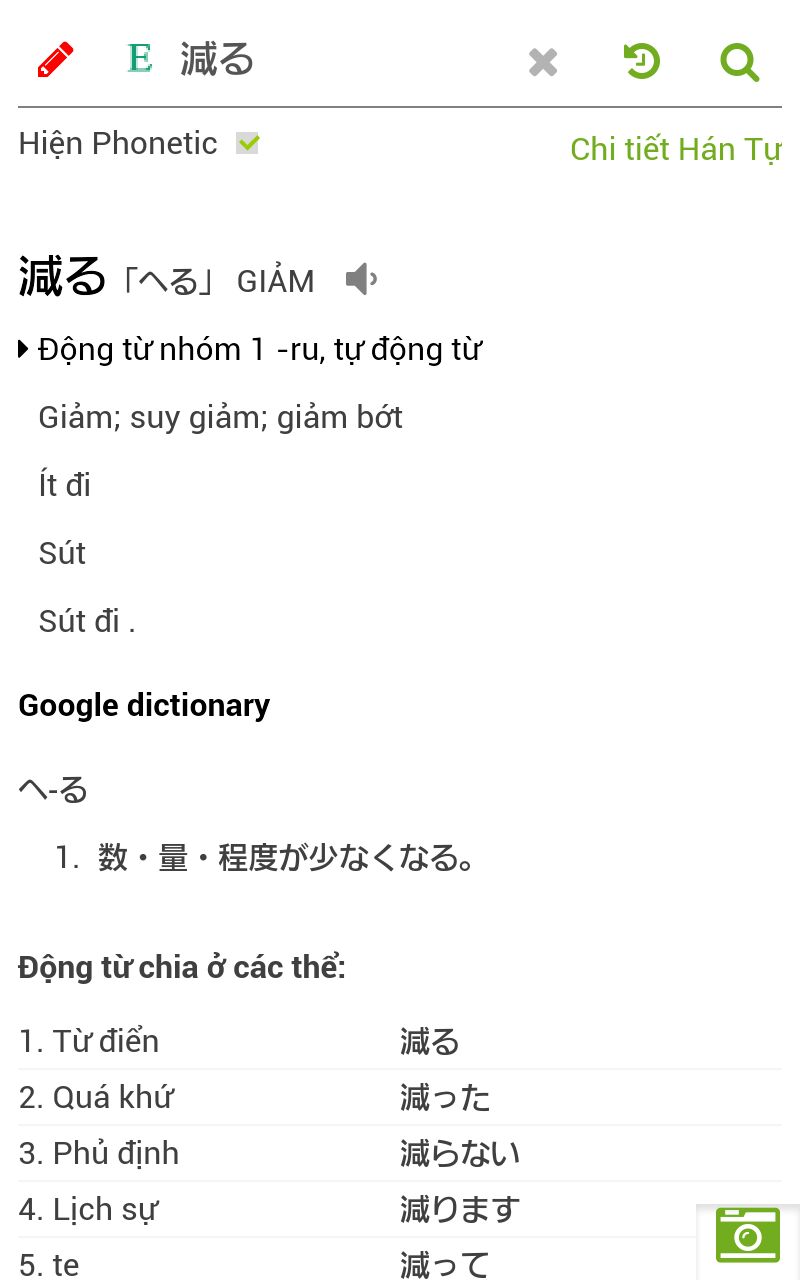 E 減る
Hiện Phonetic
Chi tiết Hán Tự
減る 「へる」 GIẢM
Động từ nhóm 1 -ru, tự động từ
Giảm; suy giảm; giảm bớt
Ít đi
Sút
Sút đi .
Google dictionary
へ-る
1. 数・量・程度が少なくなる。
Động từ chia ở các thể:
1. Từ điển 減る
2. Quá khứ 減った
3. Phủ định 減らない
4. Lịch sự 減ります
5. te 減って